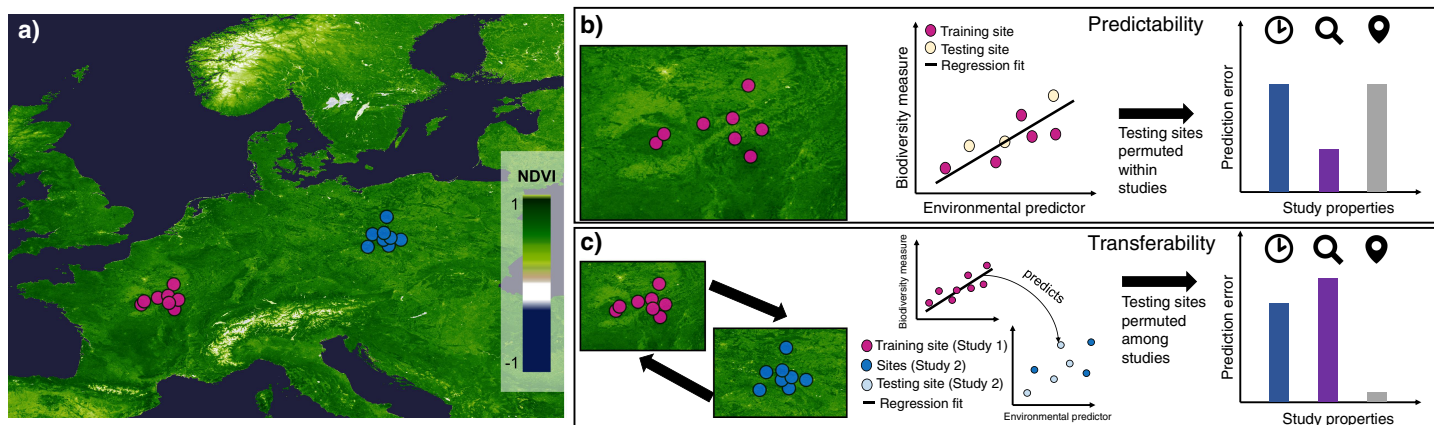 a)
NDVI
1
-1
b)
Training site
Testing site
Regression fit
Biodiversity measure
Environmental predictor
Predictability
Testing sites
permuted
within
studies
Prediction error
Study properties
c)
Biodiversity measure
predicts
Training site (Study 1)
Sites (Study 2)
Testing site (Study 2)
Regression fit
Environmental predictor
Transferability
Testing sites
permuted
among
studies
Prediction error
Study properties